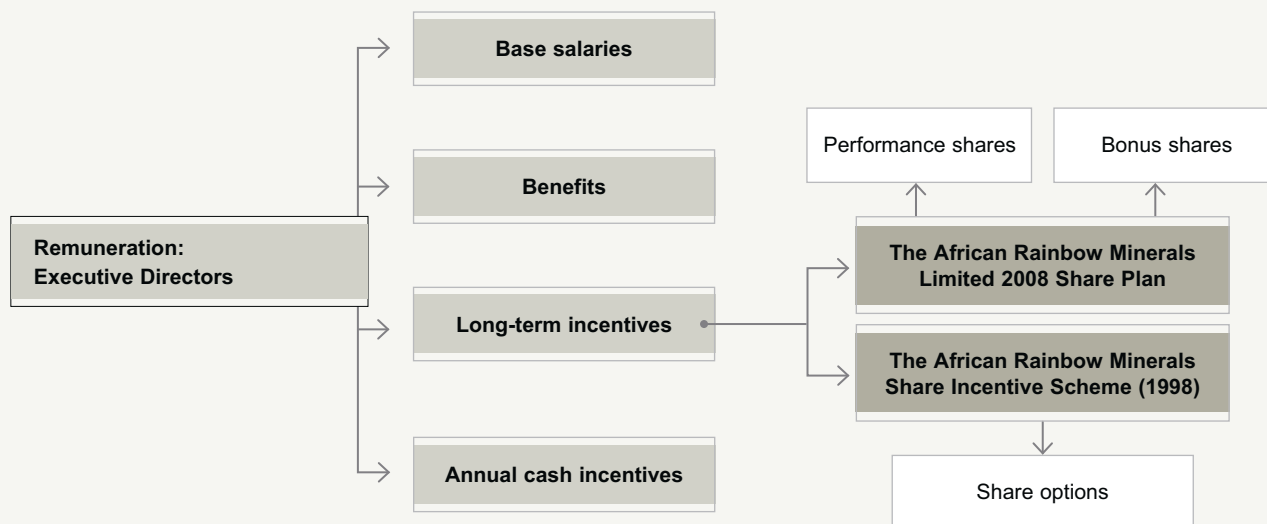 Base salaries
Performance shares
Bonus shares
Benefits
Remuneration:
Executive Directors
The African Rainbow Minerals
Limited 2008 Share Plan
Long-term incentives
The African Rainbow Minerals
Share Incentive Scheme (1998)
Annual cash incentives
Share options